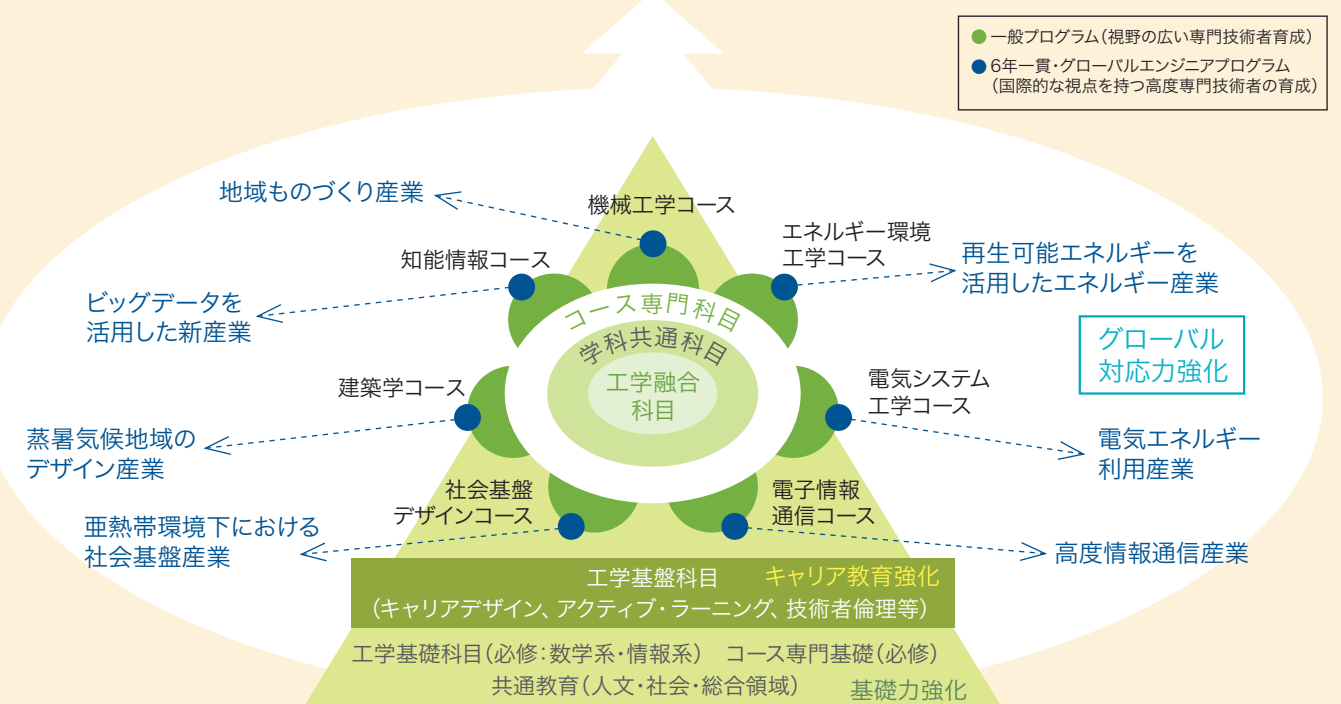 一般プログラム(視野の広い専門技術者育成)
6年一貫・グローバルエンジニアプログラム
(国際的な視点を持つ高度専門技術者の育成)
地域ものづくり産業
機械工学コース
エネルギー環境
工学コース
再生可能エネルギーを
活用したエネルギー産業
知能情報コース
ビッグデータを
活用した新産業
コース専門科目
学科共通科目
工学融合
科目
グローバル
対応力強化
建築学コース
電気システム
工学コース
蒸暑気候地域の
デザイン産業
電気エネルギー
利用産業
社会基盤
デザインコース
電子情報
通信コース
亜熱帯環境下における
社会基盤産業
高度情報通信産業
工学基盤科目 キャリア教育強化
(キャリアデザイン、アクティブ・ラーニング、技術者倫理等)
工学基礎科目(必修:数学系・情報系) コース専門基礎(必修)
共通教育(人文・社会・総合領域) 基礎力強化